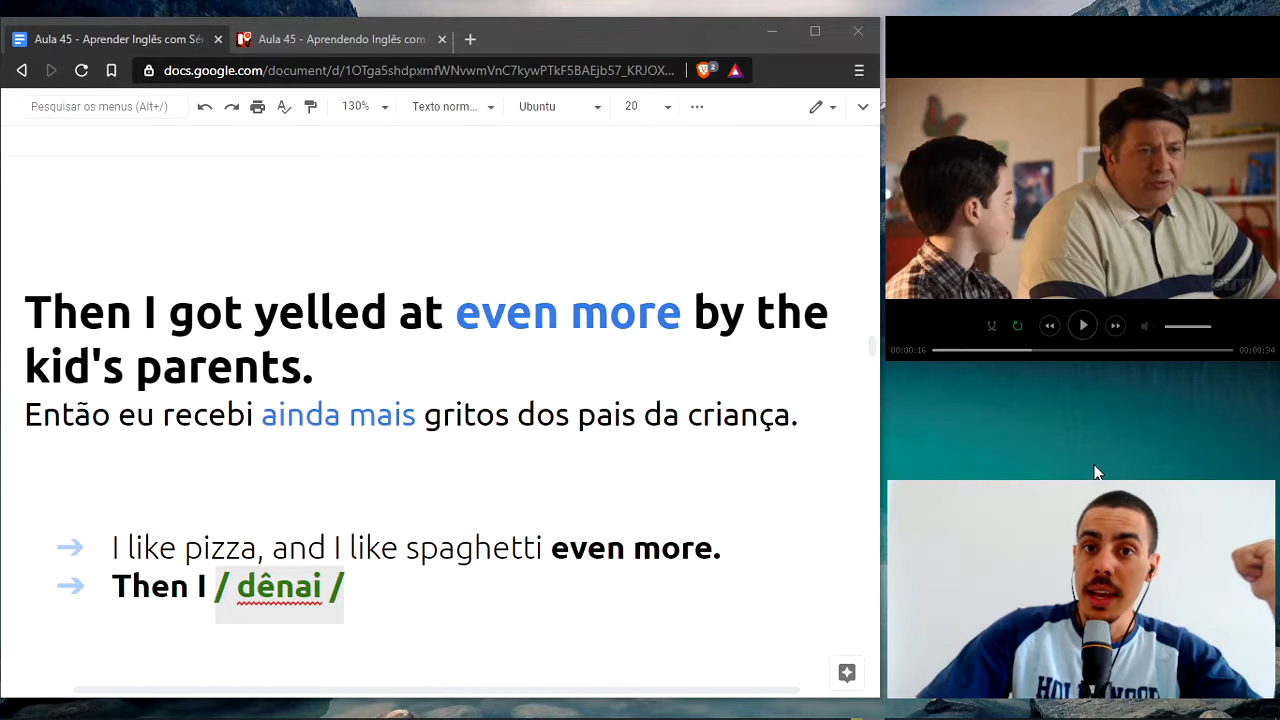 Aula 45 - Aprender Inglês com Sé
Aula 45 - Aprendendo Inglês com
docs.google.com/document/d/1OTga5shdpxmfWNvwmVnC7kywPTkF5BAEjb57_KRJOX...
2
Pesquisar os menus (Alt+/)
130%
Texto norm...
Ubuntu
20
Then I got yelled at even more by the
kid's parents.
Então eu recebi ainda mais gritos dos pais da criança.
➔ I like pizza, and I like spaghetti even more.
➔ Then I / dênai /
00:00:16
00:00:34